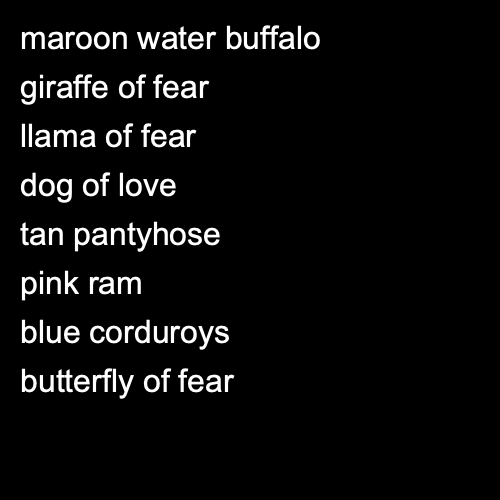 maroon water buffalo
giraffe of fear
llama of fear
dog of love
tan pantyhose
pink ram
blue corduroys
butterfly of fear